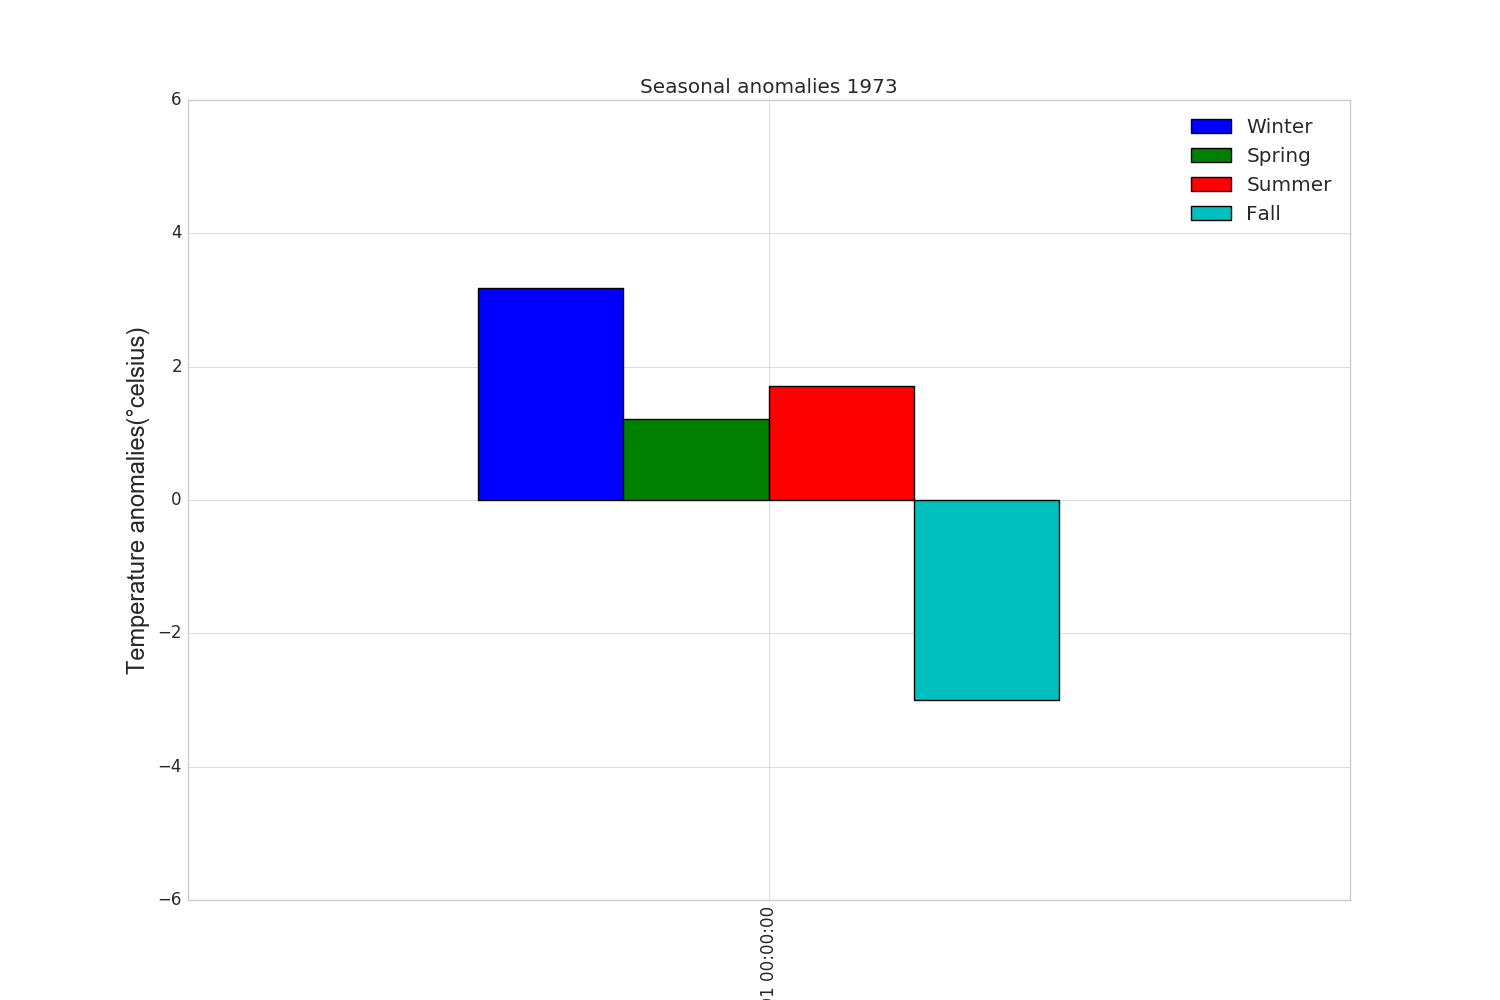 Seasonal anomalies 1973
Winter
Spring
Summer
Fall
Temperature anomalies(°celsius)
6
4
2
0
−2
−4
−6
01 00:00:00